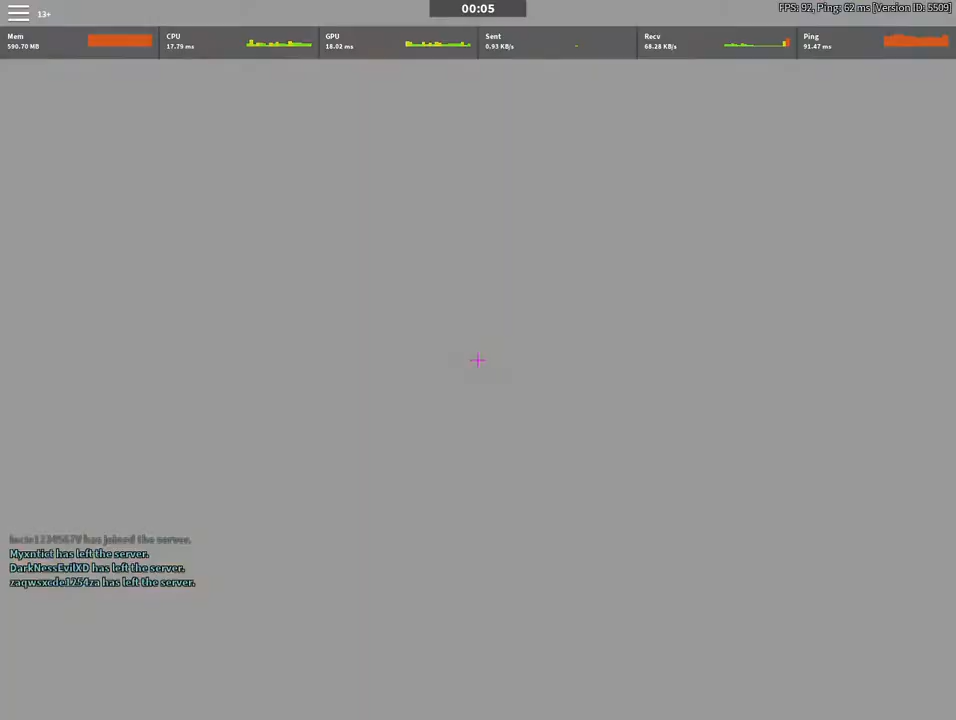 13+
00:05
FPS: 92, Ping: 62 ms [Version ID: 5509]
Mem
590.70 MB
CPU
17.79 ms
GPU
18.02 ms
Sent
0.93 KB/s
Recv
68.28 KB/s
Ping
91.47 ms
has joined the server.
Myxntict has left the server.
DarkNessEvilXD has left the server.
zaqwsxcde1254za has left the server.